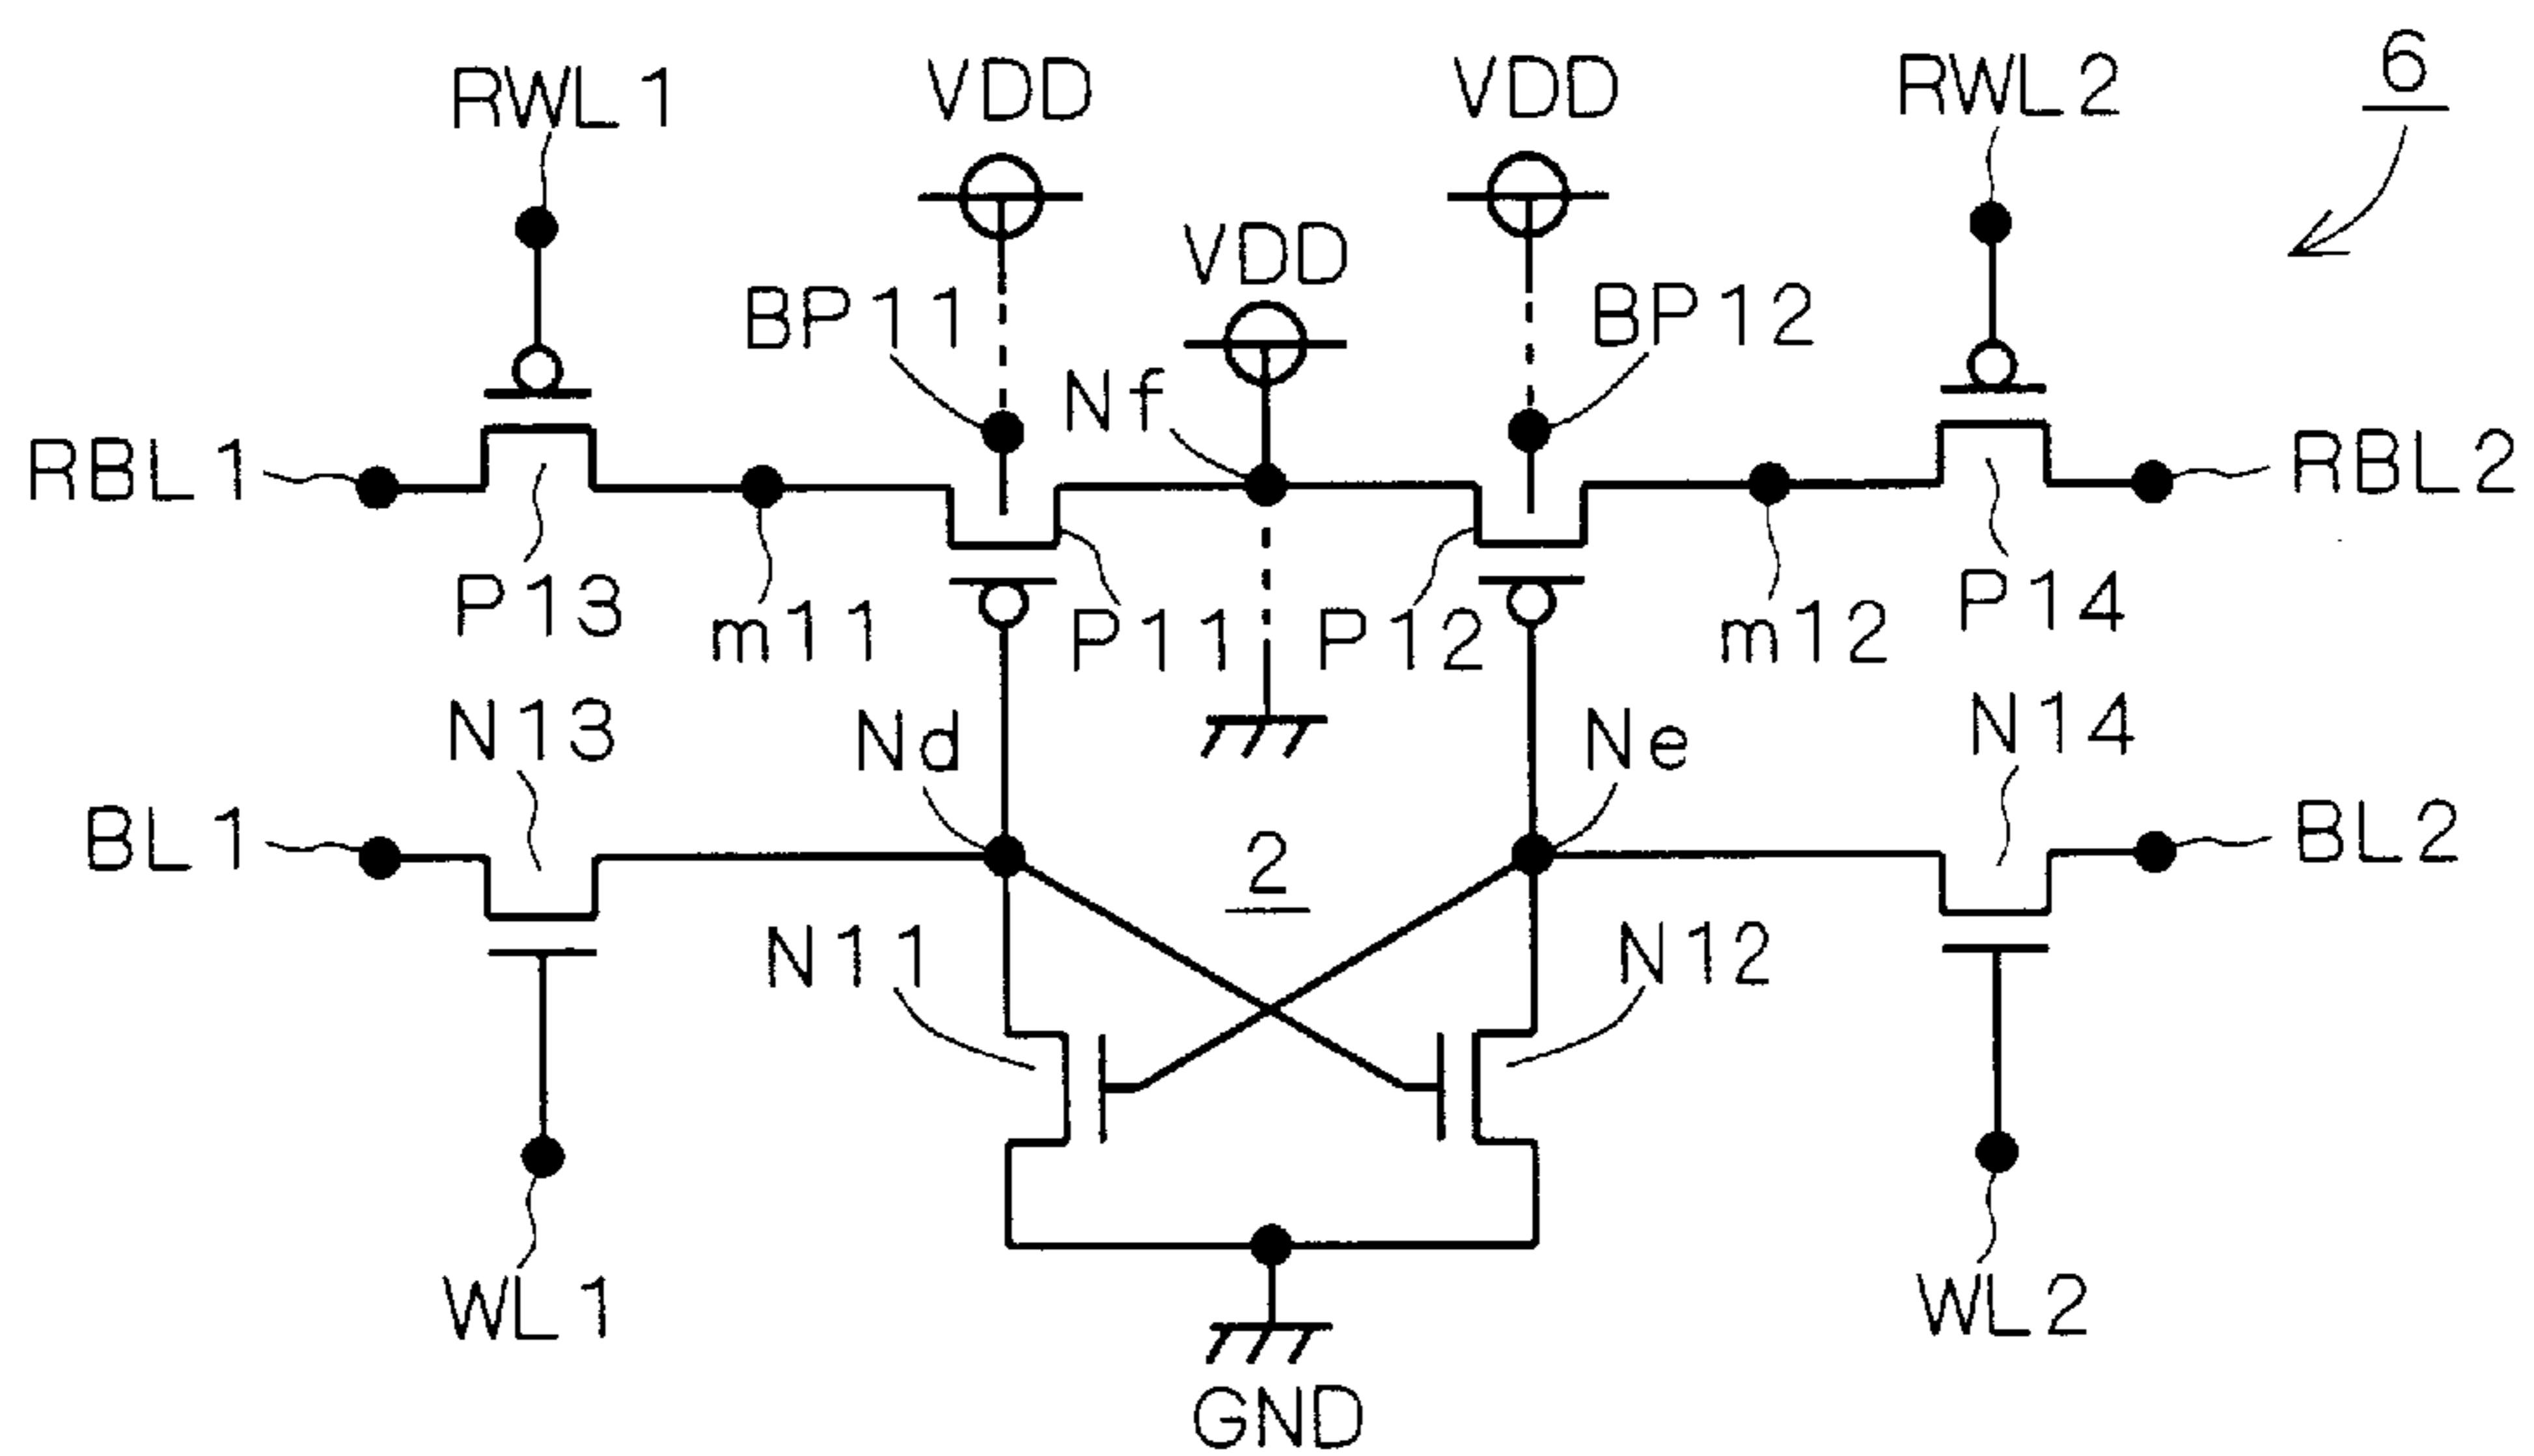 6
RWL1
VDD
VDD
RWL2
VDD
BP11
BP12
Nf
RBL1
RBL2
P13
m11
P11
P12
m12
P14
N13
Nd
Ne
N14
BL1
2
BL2
N11
N12
WL1
WL2
GND